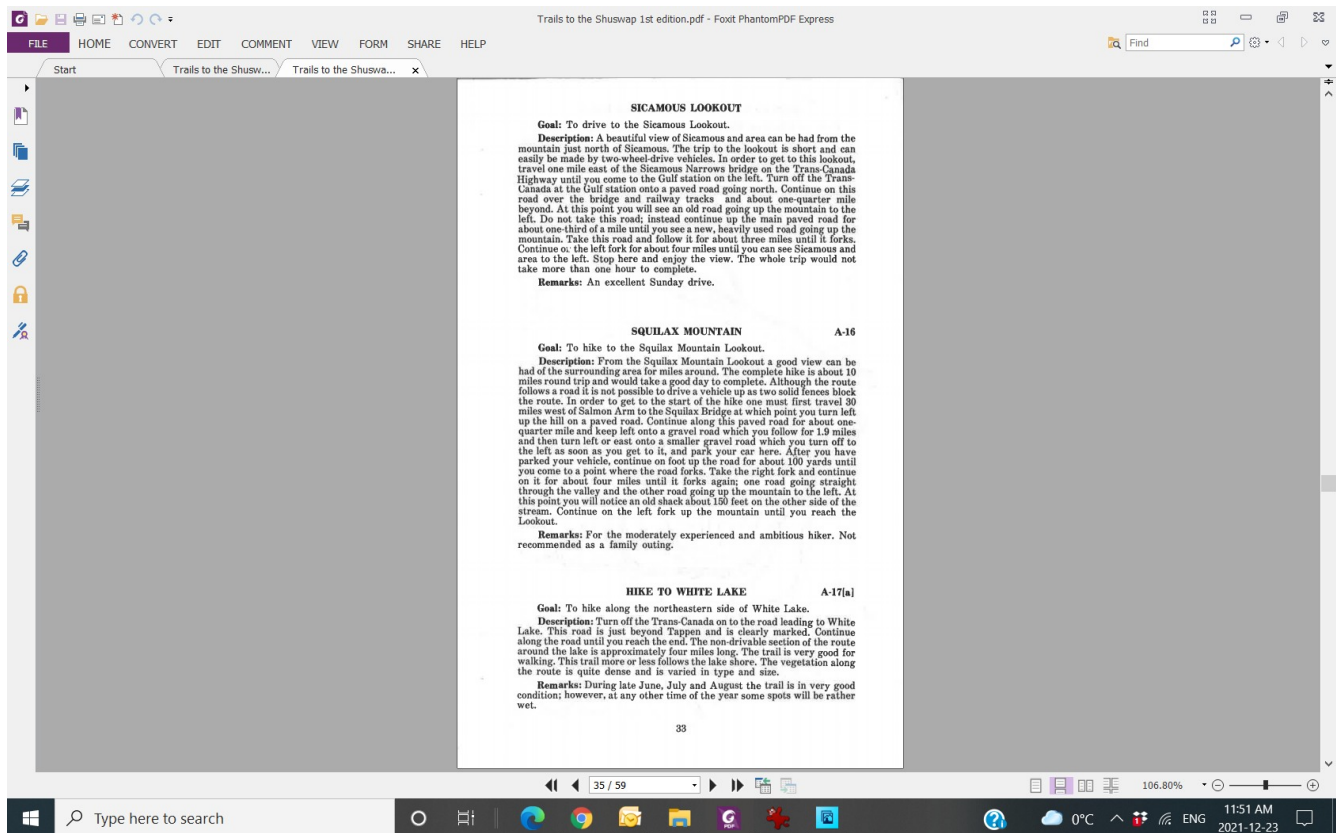 Trails to the Shuswap 1st edition.pdf - Foxit PhantomPDF Express
FILE HOME CONVERT EDIT COMMENT VIEW FORM SHARE HELP
Find
Start Trails to the Shusw... Trails to the Shuswa... x
SICAMOUS LOOKOUT
Goal: To drive to the Sicamous Lookout.
Description: A beautiful view of Sicamous and area can be had from the
mountain just north of Sicamous. The trip to the lookout is short and can
easily be made by two-wheel-drive vehicles. In order to get to this lookout,
travel one mile east of the Sicamous Narrows bridge on the Trans-Canada
Highway until you come to the Gulf station on the left. Turn off the Trans-
Canada at the Gulf station onto a paved road going north. Continue on this
road over the bridge and railway tracks and about one-quarter mile
beyond. At this point you will see an old road going up the mountain to the
left. Do not take this road; instead continue up the main paved road for
about one-third of a mile until you see a new, heavily used road going up the
mountain. Take this road and follow it for about three miles until it forks.
Continue on the left fork for about four miles until you can see Sicamous and
area to the left. Stop here and enjoy the view. The whole trip would not
take more than one hour to complete.
Remarks: An excellent Sunday drive.
SQUILAX MOUNTAIN A-16
Goal: To hike to the Squilax Mountain Lookout.
Description: From the Squilax Mountain Lookout a good view can be
had of the surrounding area for miles around. The complete hike is about 10
miles round trip and would take a good day to complete. Although the route
follows a road it is not possible to drive a vehicle up as two solid fences block
the route. In order to get to the start of the hike one must first travel 30
miles west of Salmon Arm to the Squilax Bridge at which point you turn left
up the hill on a paved road. Continue along this paved road for about one-
quarter mile and keep left onto a gravel road which you follow for 1.9 miles
and then turn left or east onto a smaller gravel road which you turn off to
the left as soon as you get to it, and park your car here. After you have
parked your vehicle, continue on foot up the road for about 100 yards until
you come to a point where the road forks. Take the right fork and continue
on it for about four miles until it forks again; one road going straight
through the valley and the other road going up the mountain to the left. At
this point you will notice an old shack about 150 feet on the other side of the
stream. Continue on the left fork up the mountain until you reach the
Lookout.
Remarks: For the moderately experienced and ambitious hiker. Not
recommended as a family outing.
HIKE TO WHITE LAKE A-17[a]
Goal: To hike along the northeastern side of White Lake.
Description: Turn off the Trans-Canada on to the road leading to White
Lake. This road is just beyond Tappen and is clearly marked. Continue
along the road until you reach the end. The non-drivable section of the route
around the lake is approximately four miles long. The trail is very good for
walking. This trail more or less follows the lake shore. The vegetation along
the route is quite dense and is varied in type and size.
Remarks: During late June, July and August the trail is in very good
condition; however, at any other time of the year some spots will be rather
wet.
33
35 / 59
106.80%
Type here to search
0°C
ENG
11:51 AM
2021-12-23